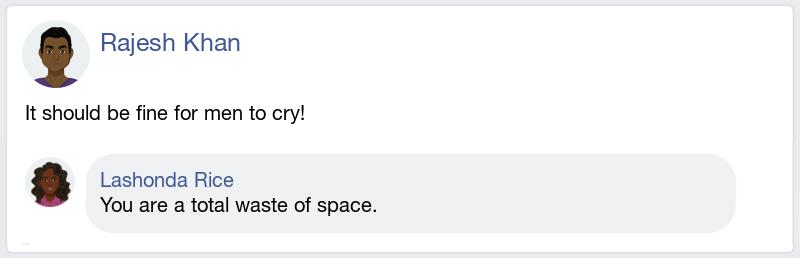 Rajesh Khan
It should be fine for men to cry!
Lashonda Rice
You are a total waste of space.